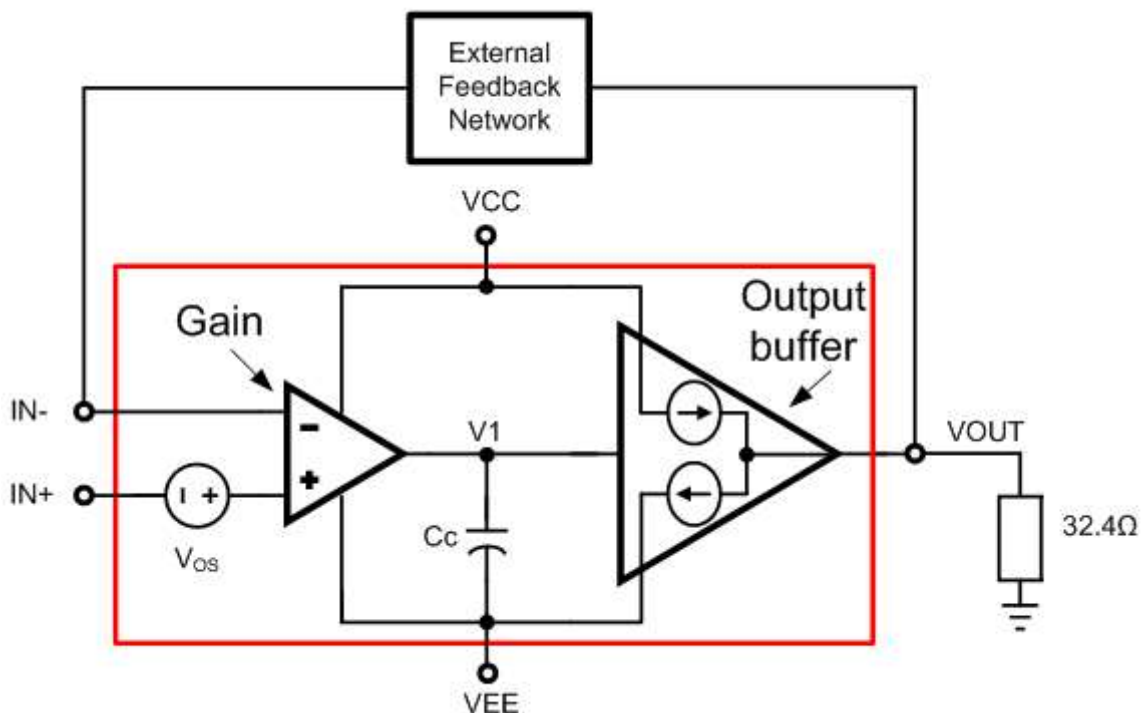 External
Feedback
Network
VCC
Gain
Output
buffer
IN-
-
V1
VOUT
+
IN+
- +
Cc
32.4Ω
VOS
VEE